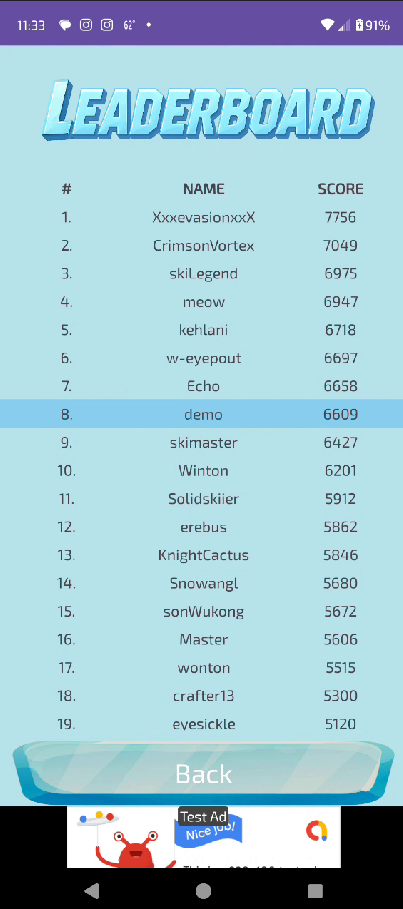 11:33 62° 91%
LEADERBOARD
# NAME SCORE
1. XxxevasionxxX 7756
2. CrimsonVortex 7049
3. skiLegend 6975
4. meow 6947
5. kehlani 6718
6. w-eyepout 6697
7. Echo 6658
8. demo 6609
9. skimaster 6427
10. Winton 6201
11. Solidskiier 5912
12. erebus 5862
13. KnightCactus 5846
14. Snowangl 5680
15. sonWukong 5672
16. Master 5606
17. wonton 5515
18. crafter13 5300
19. eyesickle 5120
Back
Test Ad
Nice job!